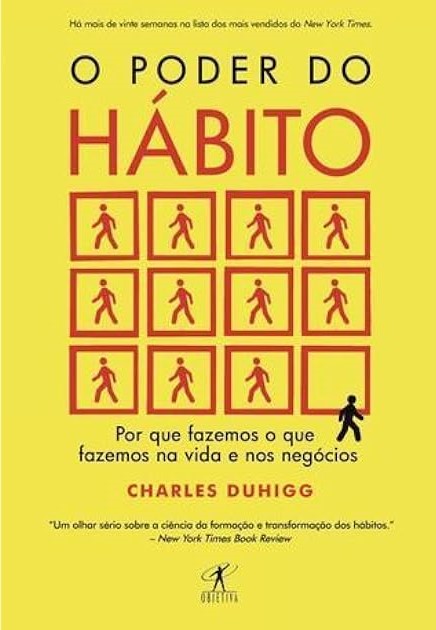 Há mais de vinte semanas na lista dos mais vendidos do New York Times.
O PODER DO
HÁBITO
Por que fazemos o que
fazemos na vida e nos negócios
CHARLES DUHIGG
“Um olhar sério sobre a ciência da formação e transformação dos hábitos.”
– New York Times Book Review
OBJETIVA